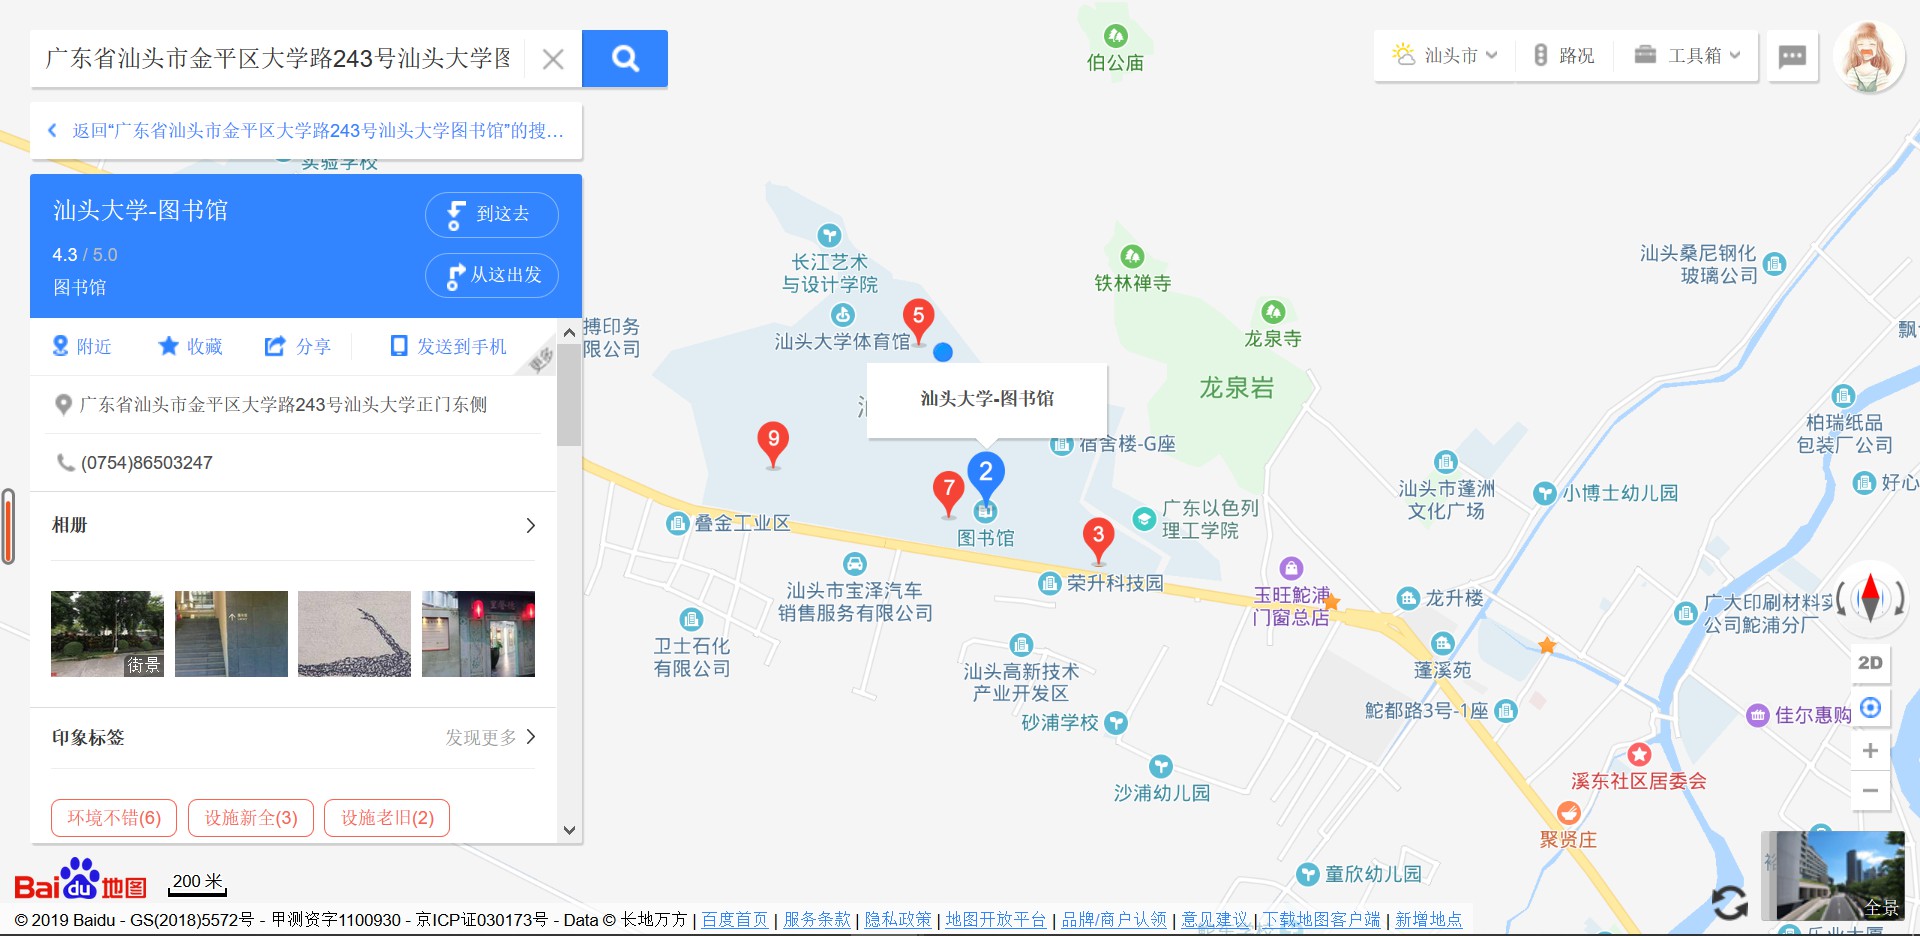 广东省汕头市金平区大学路243号汕头大学图
返回“广东省汕头市金平区大学路243号汕头大学图书馆”的搜...
实验学校
汕头大学-图书馆
4.3 / 5.0
图书馆
到这去
从这出发
附近
收藏
分享
发送到手机
更多
广东省汕头市金平区大学路243号汕头大学正门东侧
(0754)86503247
相册
街景
印象标签
发现更多
环境不错(6)
设施新全(3)
设施老旧(2)
Bai du 地图
200 米
© 2019 Baidu - GS(2018)5572号 - 甲测资字1100930 - 京ICP证030173号 - Data © 长地万方 | 百度首页 | 服务条款 | 隐私政策 | 地图开放平台 | 品牌/商户认领 | 意见建议 | 下载地图客户端 | 新增地点
汕头市
路况
工具箱
伯公庙
长江艺术
与设计学院
汕头大学体育馆
5
铁林禅寺
龙泉寺
龙泉岩
汕头桑尼钢化
玻璃公司
搏印务
限公司
汕头大学-图书馆
宿舍楼-G座
9
7
2
3
图书馆
叠金工业区
广东以色列
理工学院
汕头市蓬洲
文化广场
小博士幼儿园
柏瑞纸品
包装厂公司
好心
飘
汕头市宝泽汽车
销售服务有限公司
荣升科技园
玉旺鮀浦
门窗总店
龙升楼
广大印刷材料实
公司鮀浦分厂
卫士石化
有限公司
汕头高新技术
产业开发区
蓬溪苑
砂浦学校
鮀都路3号-1座
佳尔惠购
沙浦幼儿园
溪东社区居委会
聚贤庄
童欣幼儿园
2D
全景